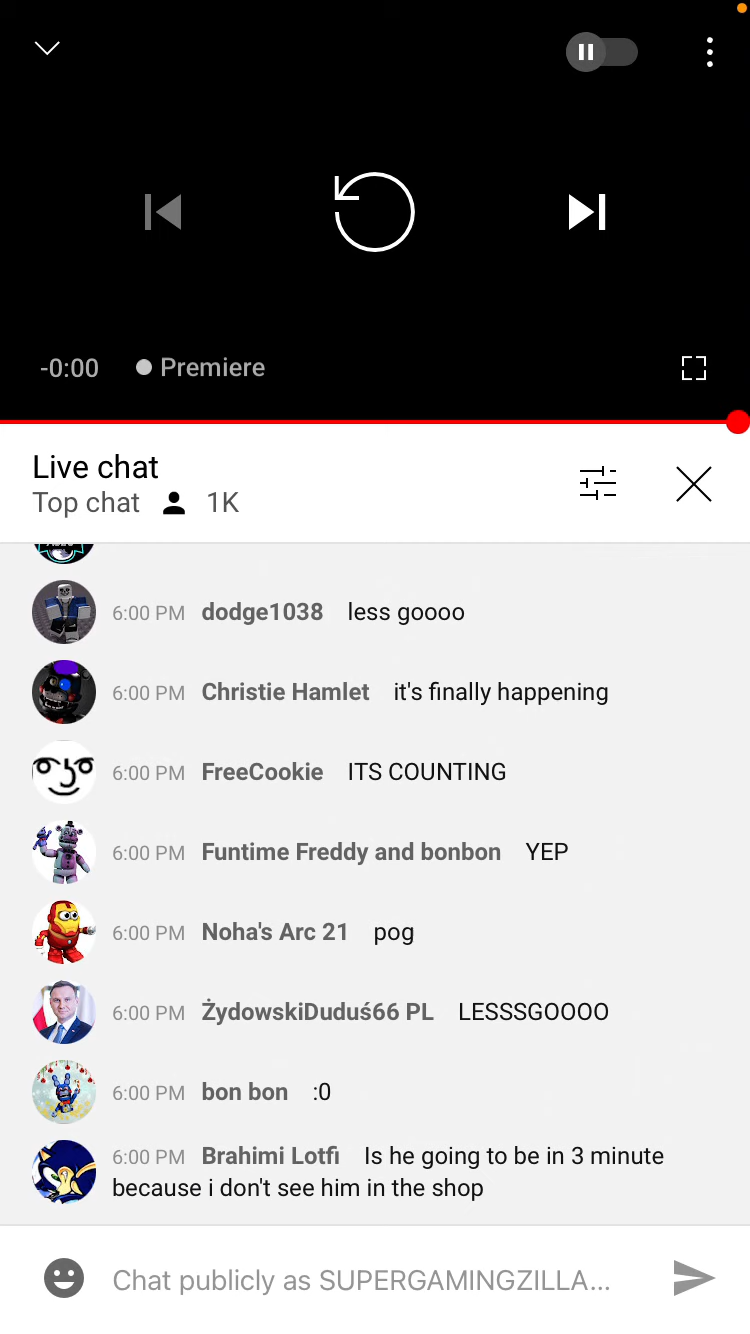 -0:00 Premiere
Live chat
Top chat 1K
6:00 PM dodge1038 less goooo
6:00 PM Christie Hamlet it's finally happening
6:00 PM FreeCookie ITS COUNTING
6:00 PM Funtime Freddy and bonbon YEP
6:00 PM Noha's Arc 21 pog
6:00 PM ŻydowskiDuduś66 PL LESSSGOOOO
6:00 PM bon bon :0
6:00 PM Brahimi Lotfi Is he going to be in 3 minute
because i don't see him in the shop
Chat publicly as SUPERGAMINGZILLA...